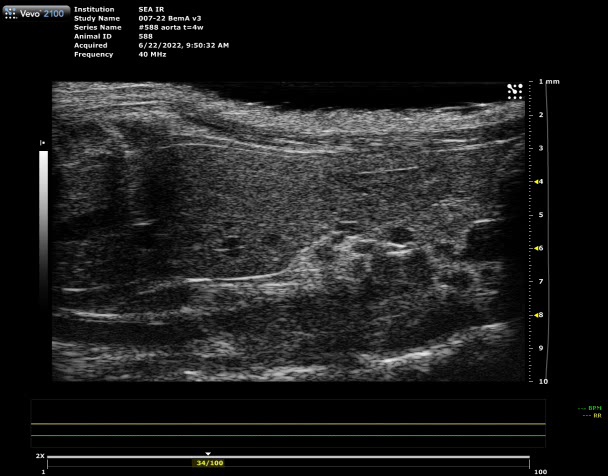 Vevo 2100
Institution SEA IR
Study Name 007-22 BemA v3
Series Name #588 aorta t=4w
Animal ID 588
Acquired 6/22/2022, 9:50:32 AM
Frequency 40 MHz
1 mm
2
3
4
5
6
7
8
9
10
--- BPM
--- RR
2X
34/100
1 100